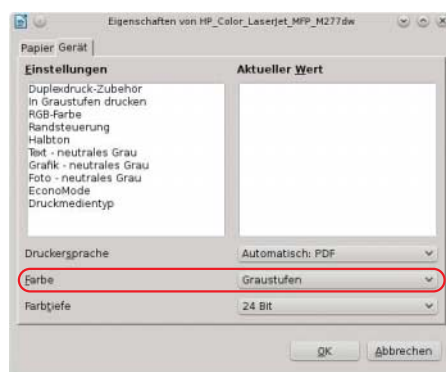 Eigenschaften von HP_Color_Laserjet_MFP_M277dw
Papier Gerät
Einstellungen
Aktueller Wert
Duplexdruck-Zubehör
In Graustufen drucken
RGB-Farbe
Randsteuerung
Halbton
Text - neutrales Grau
Grafik - neutrales Grau
Foto - neutrales Grau
EconoMode
Druckmedientyp
Druckersprache
Automatisch: PDF
Farbe
Graustufen
Farbtiefe
24 Bit
OK
Abbrechen